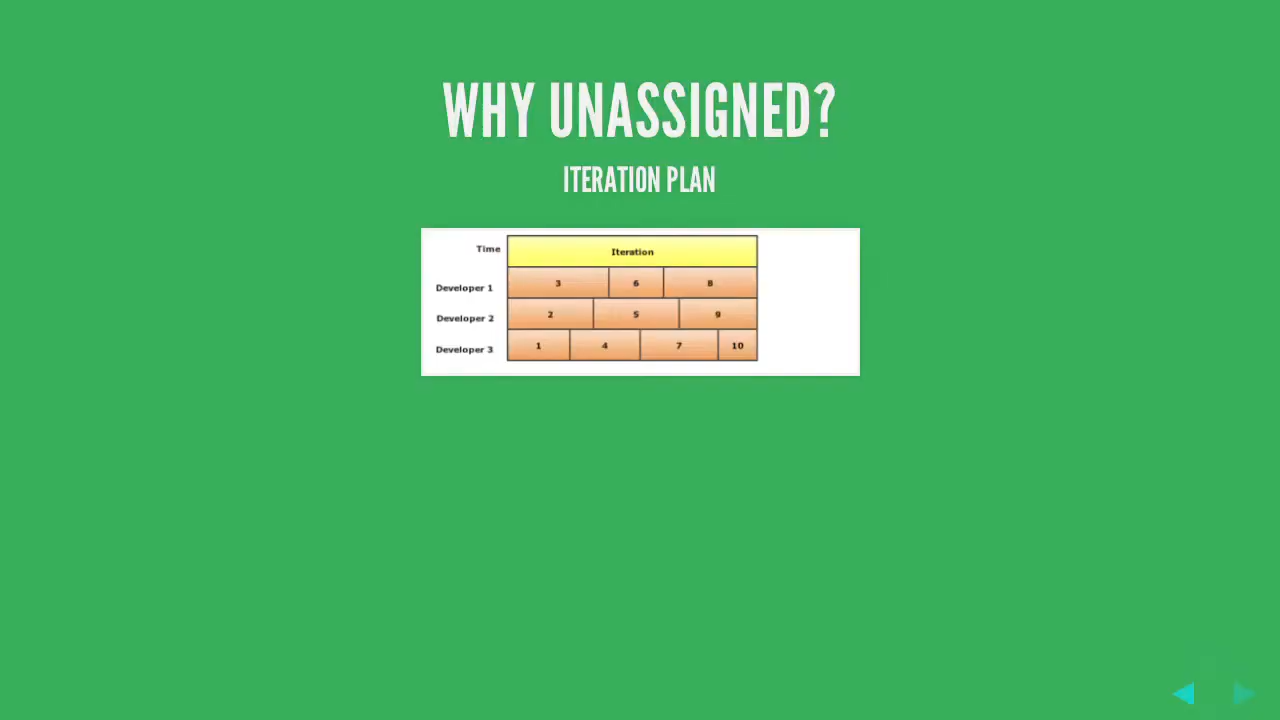 WHY UNASSIGNED?
ITERATION PLAN
Time Iteration
Developer 1 3 6 8
Developer 2 2 5 9
Developer 3 1 4 7 10